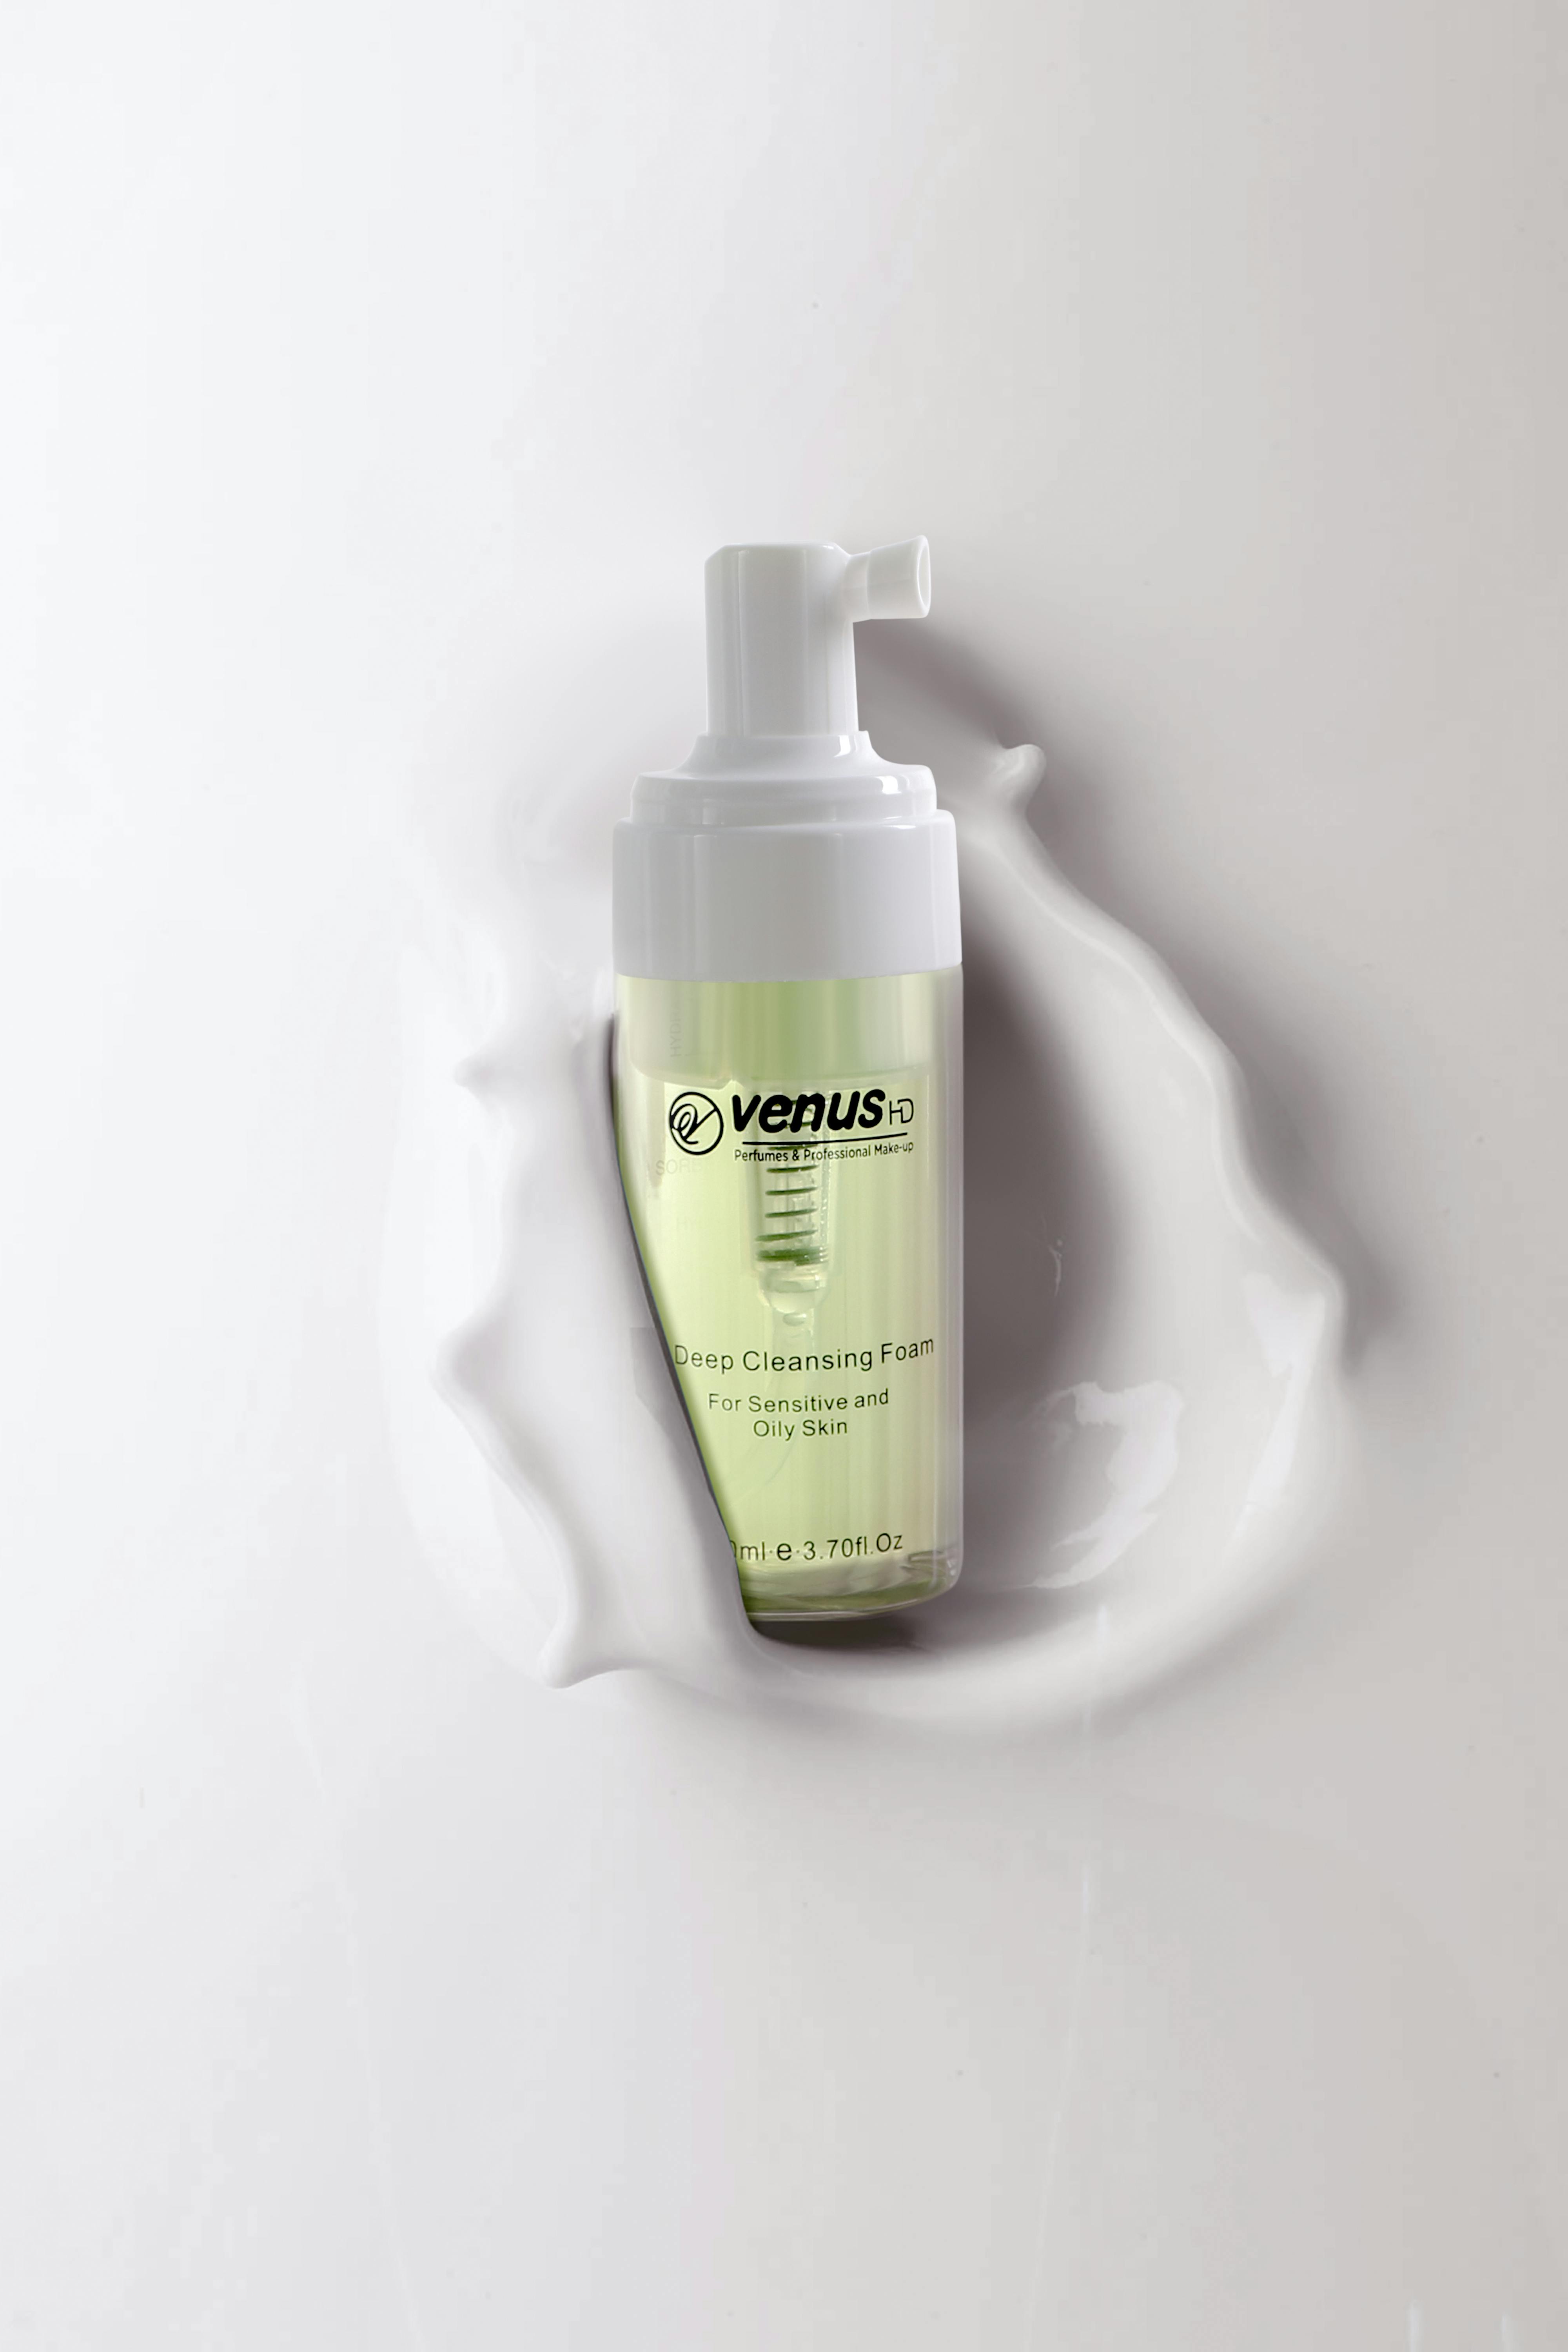 venus HD
Perfumes & Professional Make-up
Deep Cleansing Foam
For Sensitive and
Oily Skin
ml e 3.70fl.Oz